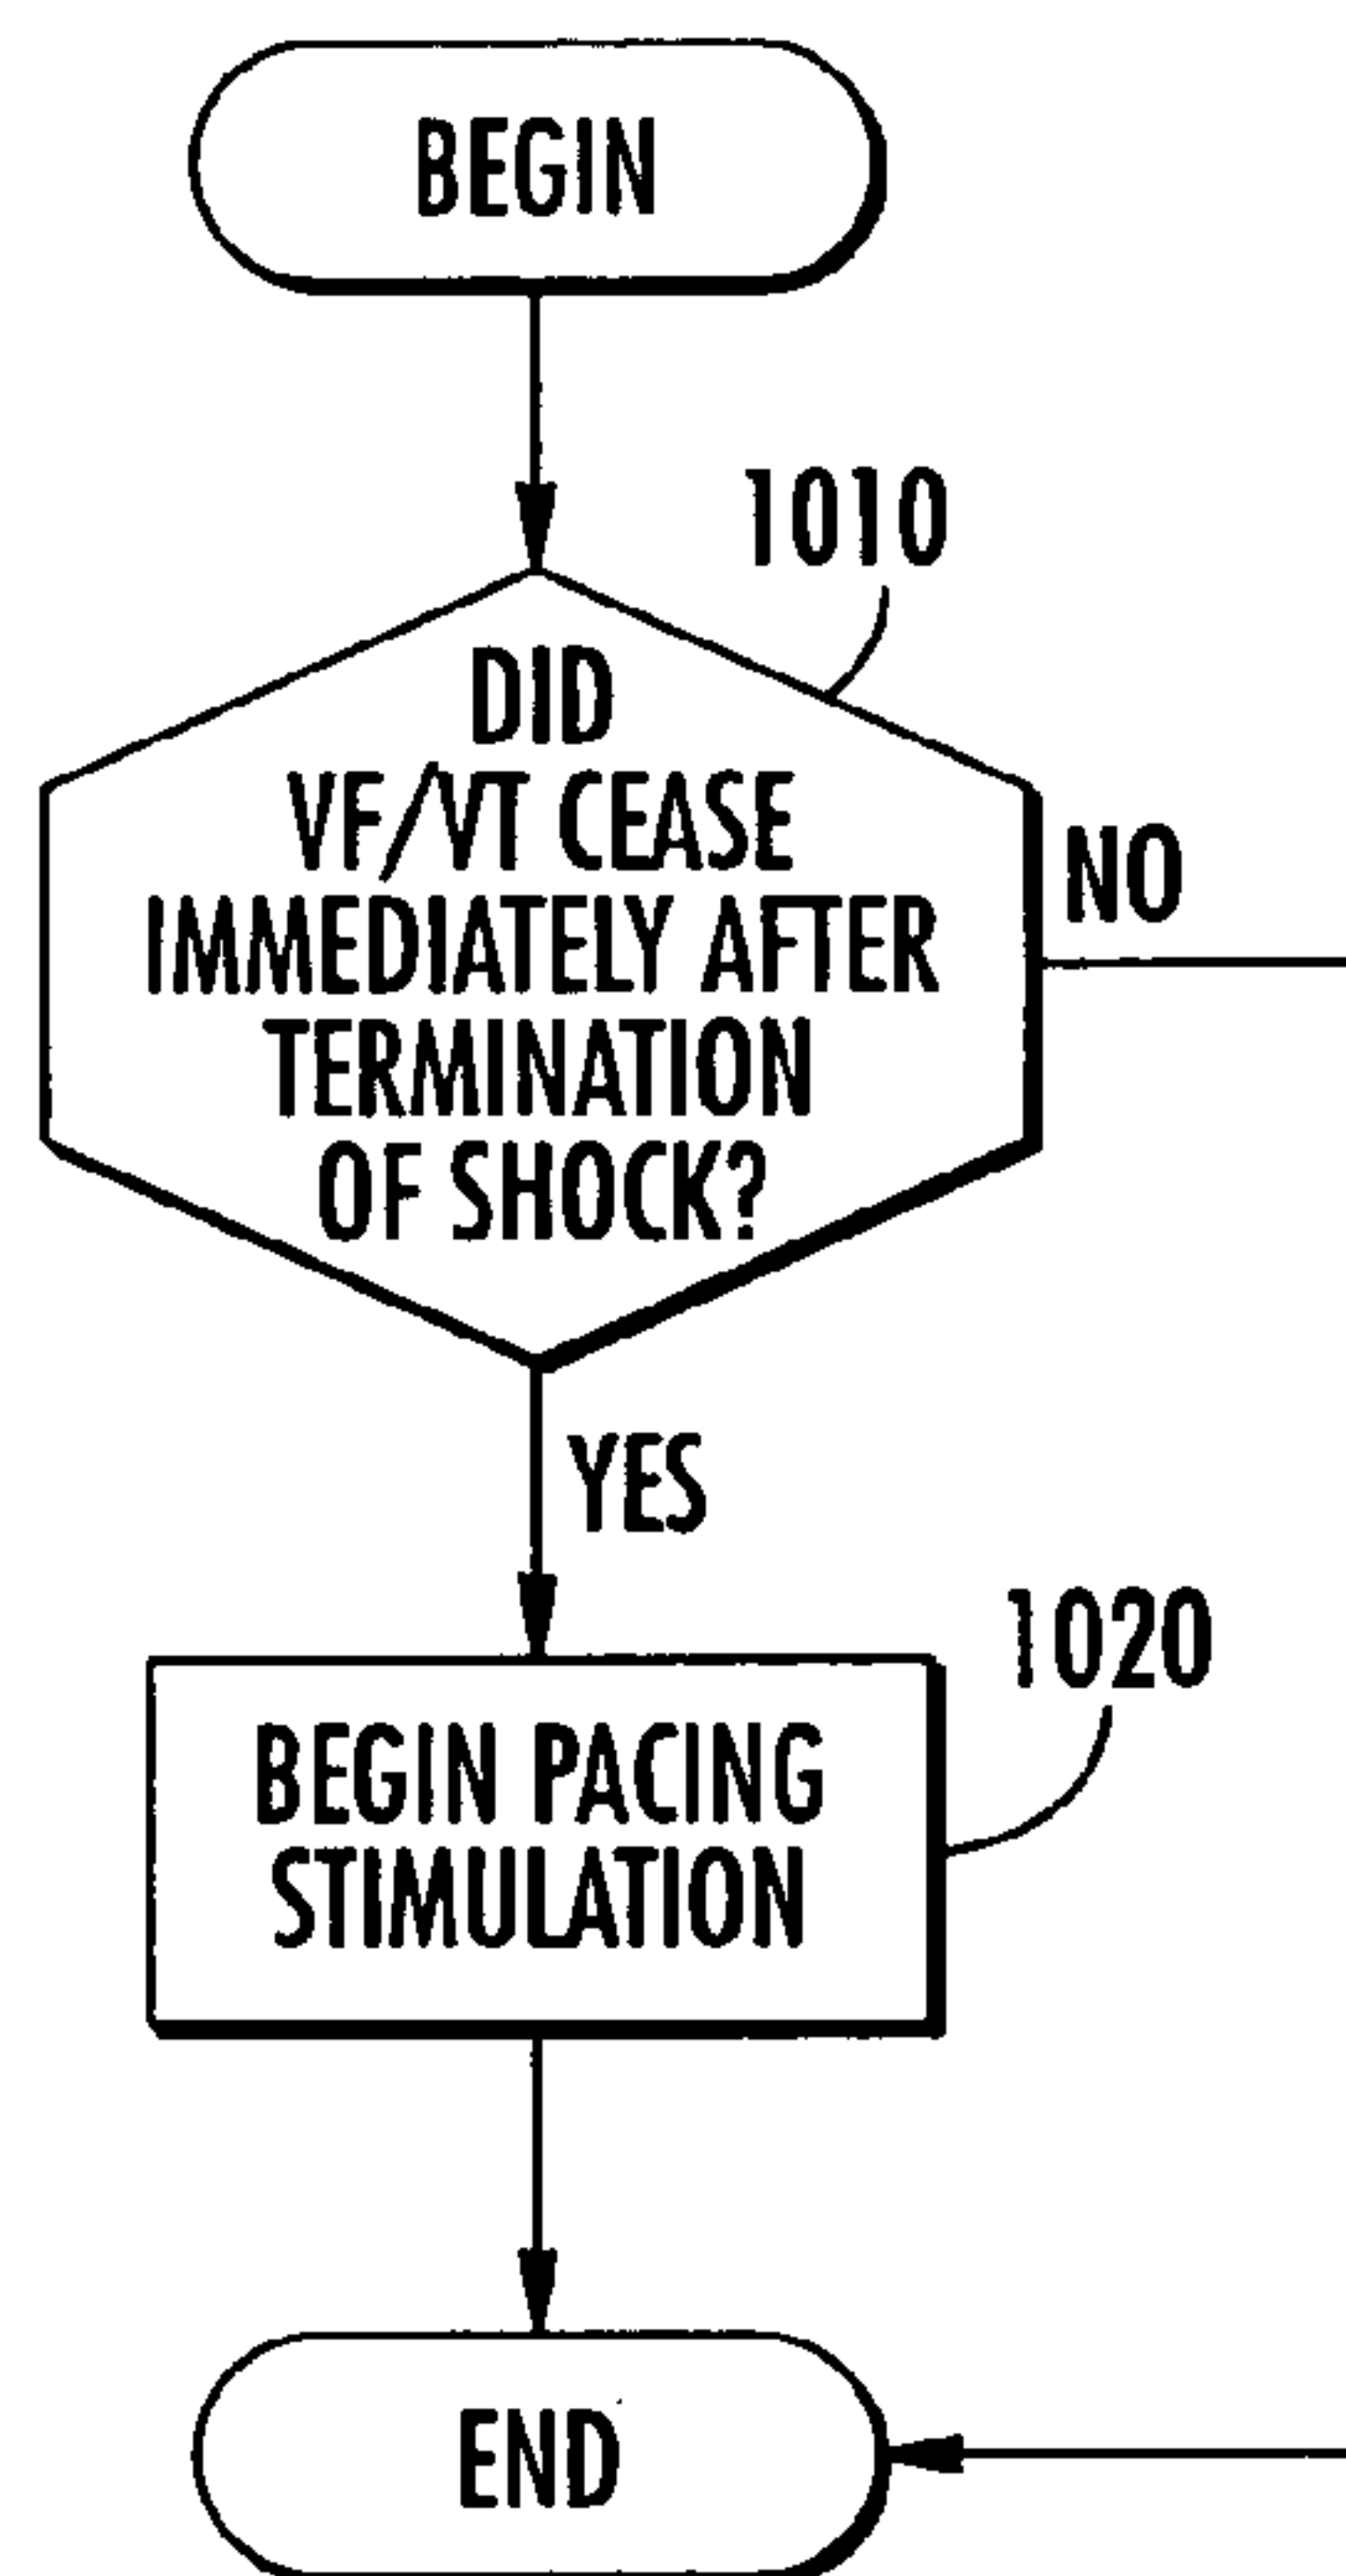 BEGIN
1010
DID
VF/VT CEASE
IMMEDIATELY AFTER
TERMINATION
OF SHOCK?
NO
YES
1020
BEGIN PACING
STIMULATION
END